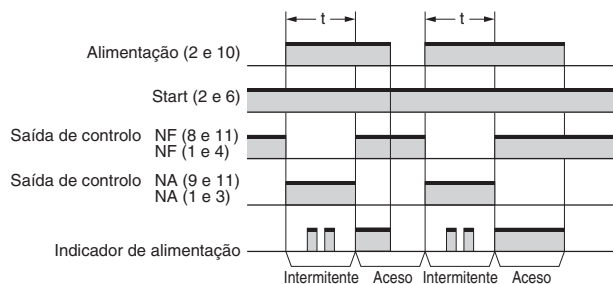 t
t
Alimentação (2 e 10)
Start (2 e 6)
Saída de controlo NF (8 e 11)
NF (1 e 4)
Saída de controlo NA (9 e 11)
NA (1 e 3)
Indicador de alimentação
Intermitente Aceso Intermitente Aceso